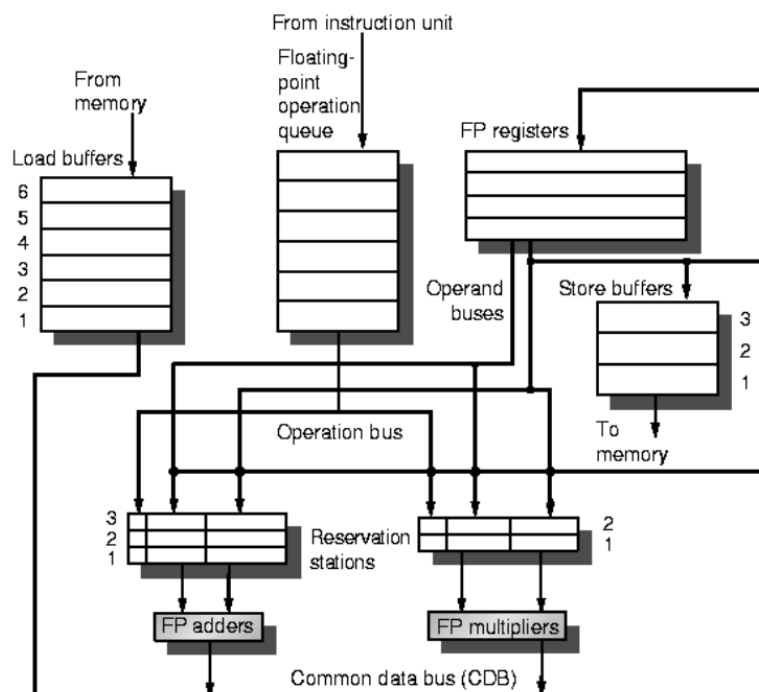 From instruction unit
Floating-
point
operation
queue
From
memory
Load buffers
FP registers
6
5
4
3
2
1
Operand
buses
Store buffers
3
2
1
Operation bus
To
memory
3
2
1
Reservation
stations
2
1
FP adders
FP multipliers
Common data bus (CDB)